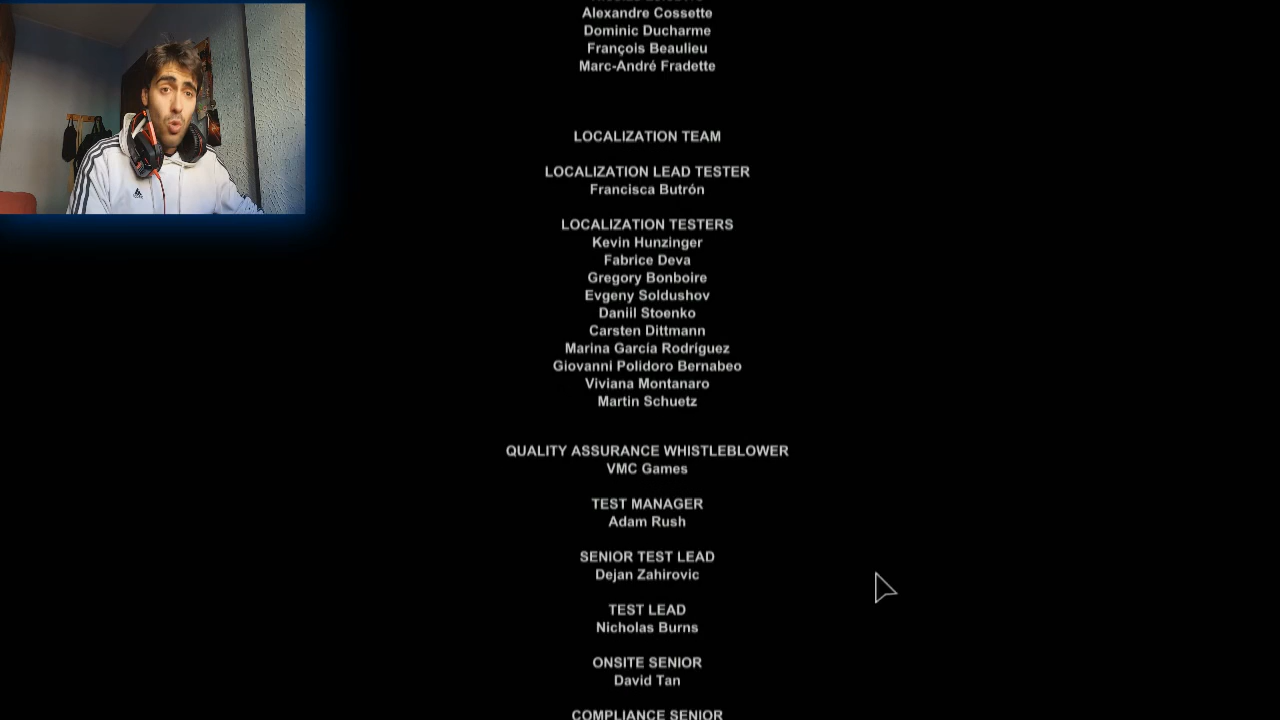 Alexandre Cossette
Dominic Ducharme
François Beaulieu
Marc-André Fradette
LOCALIZATION TEAM
LOCALIZATION LEAD TESTER
Francisca Butrón
LOCALIZATION TESTERS
Kevin Hunzinger
Fabrice Deva
Gregory Bonboire
Evgeny Soldushov
Daniil Stoenko
Carsten Dittmann
Marina García Rodríguez
Giovanni Polidoro Bernabeo
Viviana Montanaro
Martin Schuetz
QUALITY ASSURANCE WHISTLEBLOWER
VMC Games
TEST MANAGER
Adam Rush
SENIOR TEST LEAD
Dejan Zahirovic
TEST LEAD
Nicholas Burns
ONSITE SENIOR
David Tan
COMPLIANCE SENIOR